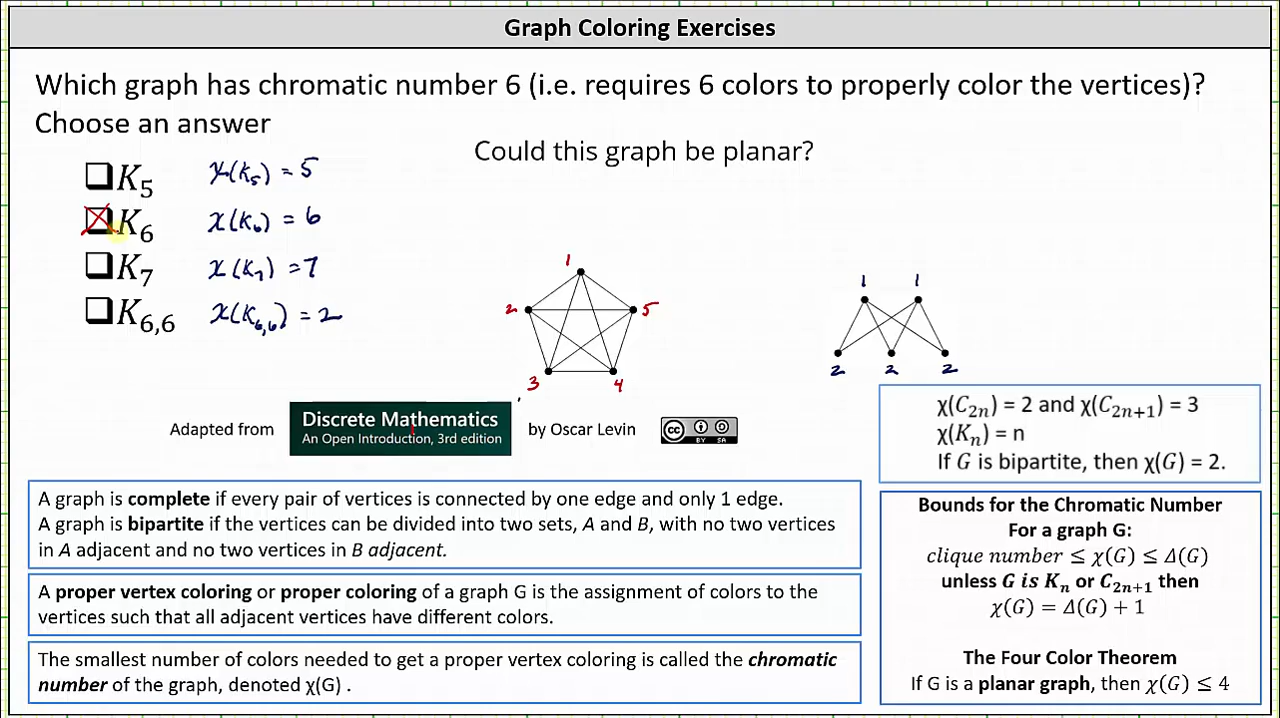 Graph Coloring Exercises
Which graph has chromatic number 6 (i.e. requires 6 colors to properly color the vertices)?
Choose an answer
Could this graph be planar?
K₅ χ(K₅) = 5
K₆ χ(K₆) = 6
K₇ χ(K₇) = 7
K₆,₆ χ(K₆,₆) = 2
1
2 5
3 4
1 1
2 2 2
Adapted from
Discrete Mathematics
An Open Introduction, 3rd edition
by Oscar Levin
cc BY SA
χ(C₂ₙ) = 2 and χ(C₂ₙ₊₁) = 3
χ(Kₙ) = n
If G is bipartite, then χ(G) = 2.
A graph is complete if every pair of vertices is connected by one edge and only 1 edge.
A graph is bipartite if the vertices can be divided into two sets, A and B, with no two vertices
in A adjacent and no two vertices in B adjacent.
A proper vertex coloring or proper coloring of a graph G is the assignment of colors to the
vertices such that all adjacent vertices have different colors.
The smallest number of colors needed to get a proper vertex coloring is called the chromatic
number of the graph, denoted χ(G) .
Bounds for the Chromatic Number
For a graph G:
clique number ≤ χ(G) ≤ Δ(G)
unless G is Kₙ or C₂ₙ₊₁ then
χ(G) = Δ(G) + 1
The Four Color Theorem
If G is a planar graph, then χ(G) ≤ 4